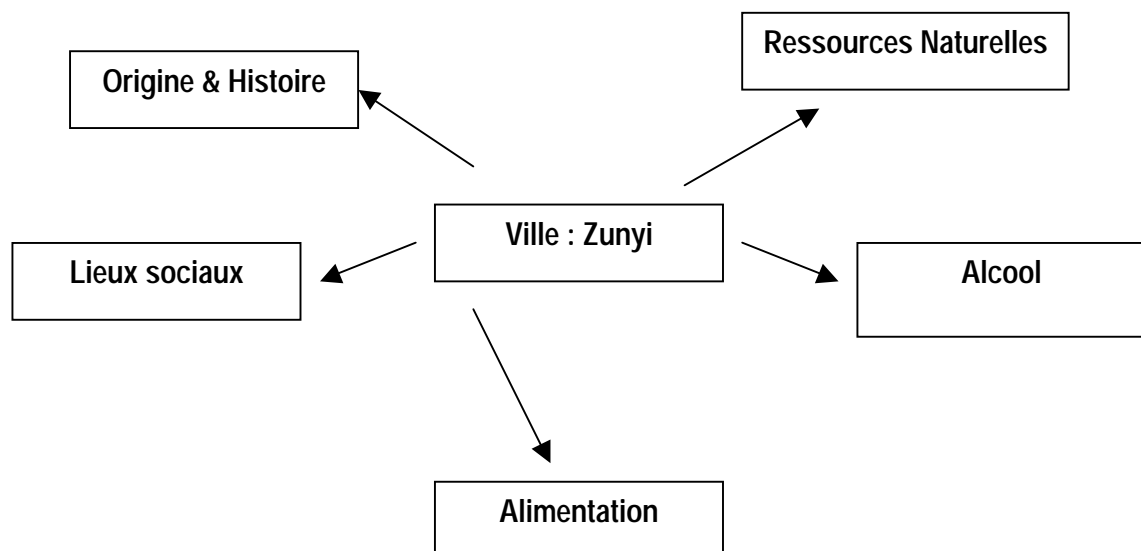 Ressources Naturelles
Origine & Histoire
Ville : Zunyi
Lieux sociaux
Alcool
Alimentation